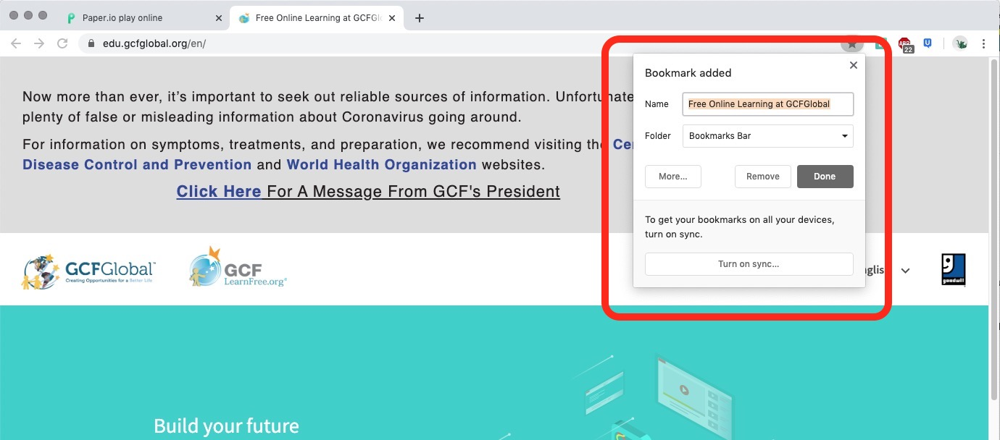 Paper.io play online
Free Online Learning at GCFGl
edu.gcfglobal.org/en/
ABP
22
Bookmark added
Name
Free Online Learning at GCFGlobal
Folder
Bookmarks Bar
More...
Remove
Done
To get your bookmarks on all your devices,
turn on sync.
Turn on sync...
Now more than ever, it's important to seek out reliable sources of information. Unfortunate
plenty of false or misleading information about Coronavirus going around.
For information on symptoms, treatments, and preparation, we recommend visiting the Ce
Disease Control and Prevention and World Health Organization websites.
Click Here For A Message From GCF's President
GCFGlobal™
Creating Opportunities for a Better Life
GCF
LearnFree.org®
nglis
goodwill
Build your future